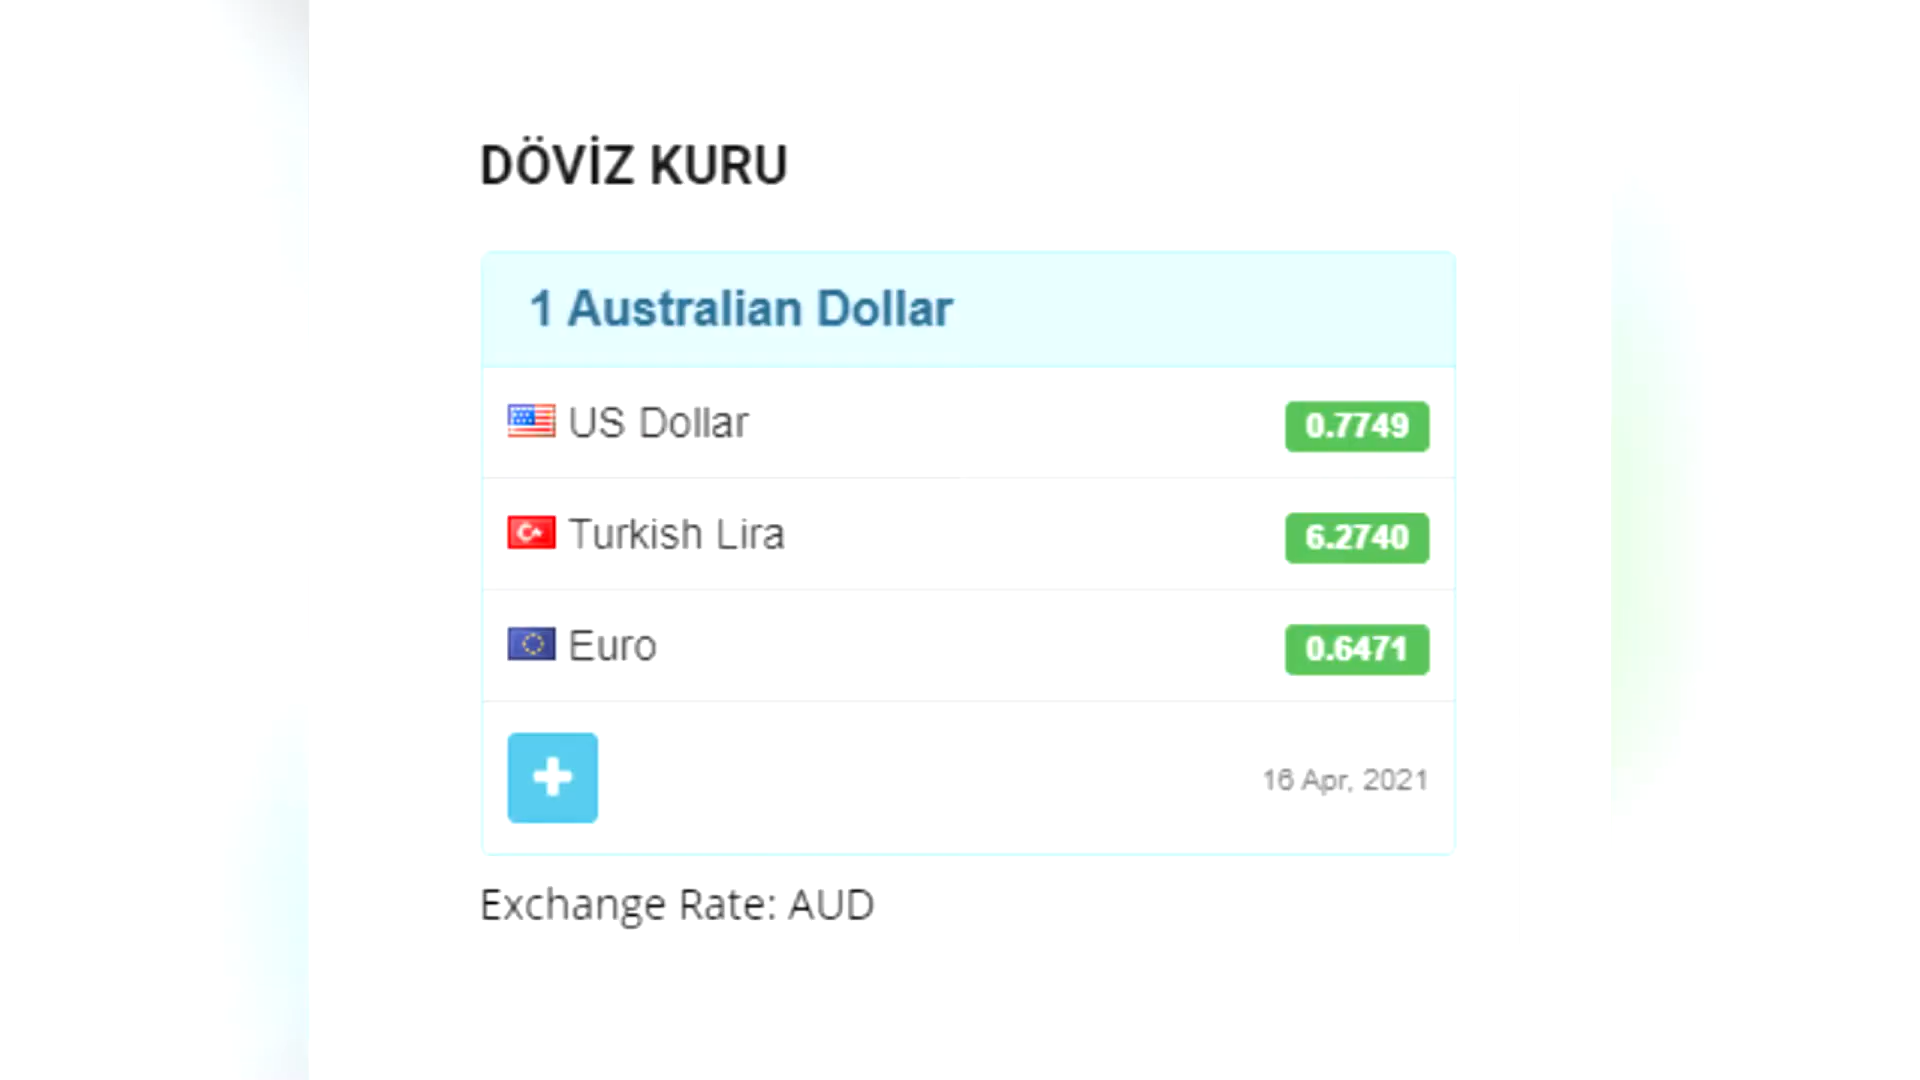 DÖVİZ KURU
1 Australian Dollar
US Dollar 0.7749
Turkish Lira 6.2740
Euro 0.6471
16 Apr, 2021
Exchange Rate: AUD